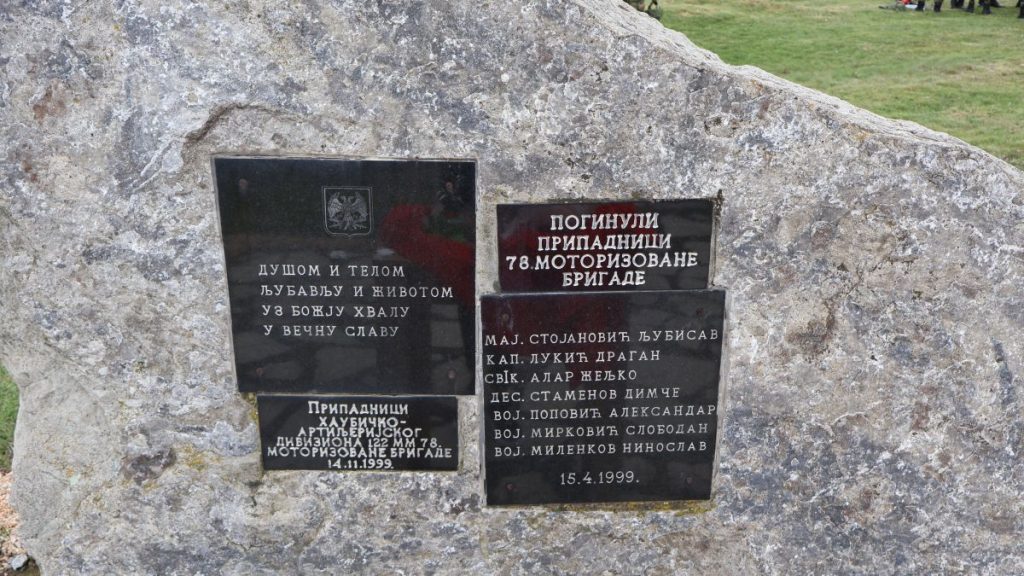 ДУШОМ И ТЕЛОМ
ЉУБАВЉУ И ЖИВОТОМ
УЗ БОЖЈУ ХВАЛУ
У ВЕЧНУ СЛАВУ
ПРИПАДНИЦИ
ХАУБИЧКО-
АРТИЉЕРИЈСКОГ
ДИВИЗИОНА 122 ММ 78.
МОТОРИЗОВАНЕ БРИГАДЕ
14.11.1999.
ПОГИНУЛИ
ПРИПАДНИЦИ
78.МОТОРИЗОВАНЕ
БРИГАДЕ
МАЈ. СТОЈАНОВИЋ ЉУБИСАВ
КАП. ЛУКИЋ ДРАГАН
СВ1К. АЛАР ЖЕЉКО
ДЕС. СТАМЕНОВ ДИМЧЕ
ВОЈ. ПОПОВИЋ АЛЕКСАНДАР
ВОЈ. МИРКОВИЋ СЛОБОДАН
ВОЈ. МИЛЕНКОВ НИНОСЛАВ
15.4.1999.